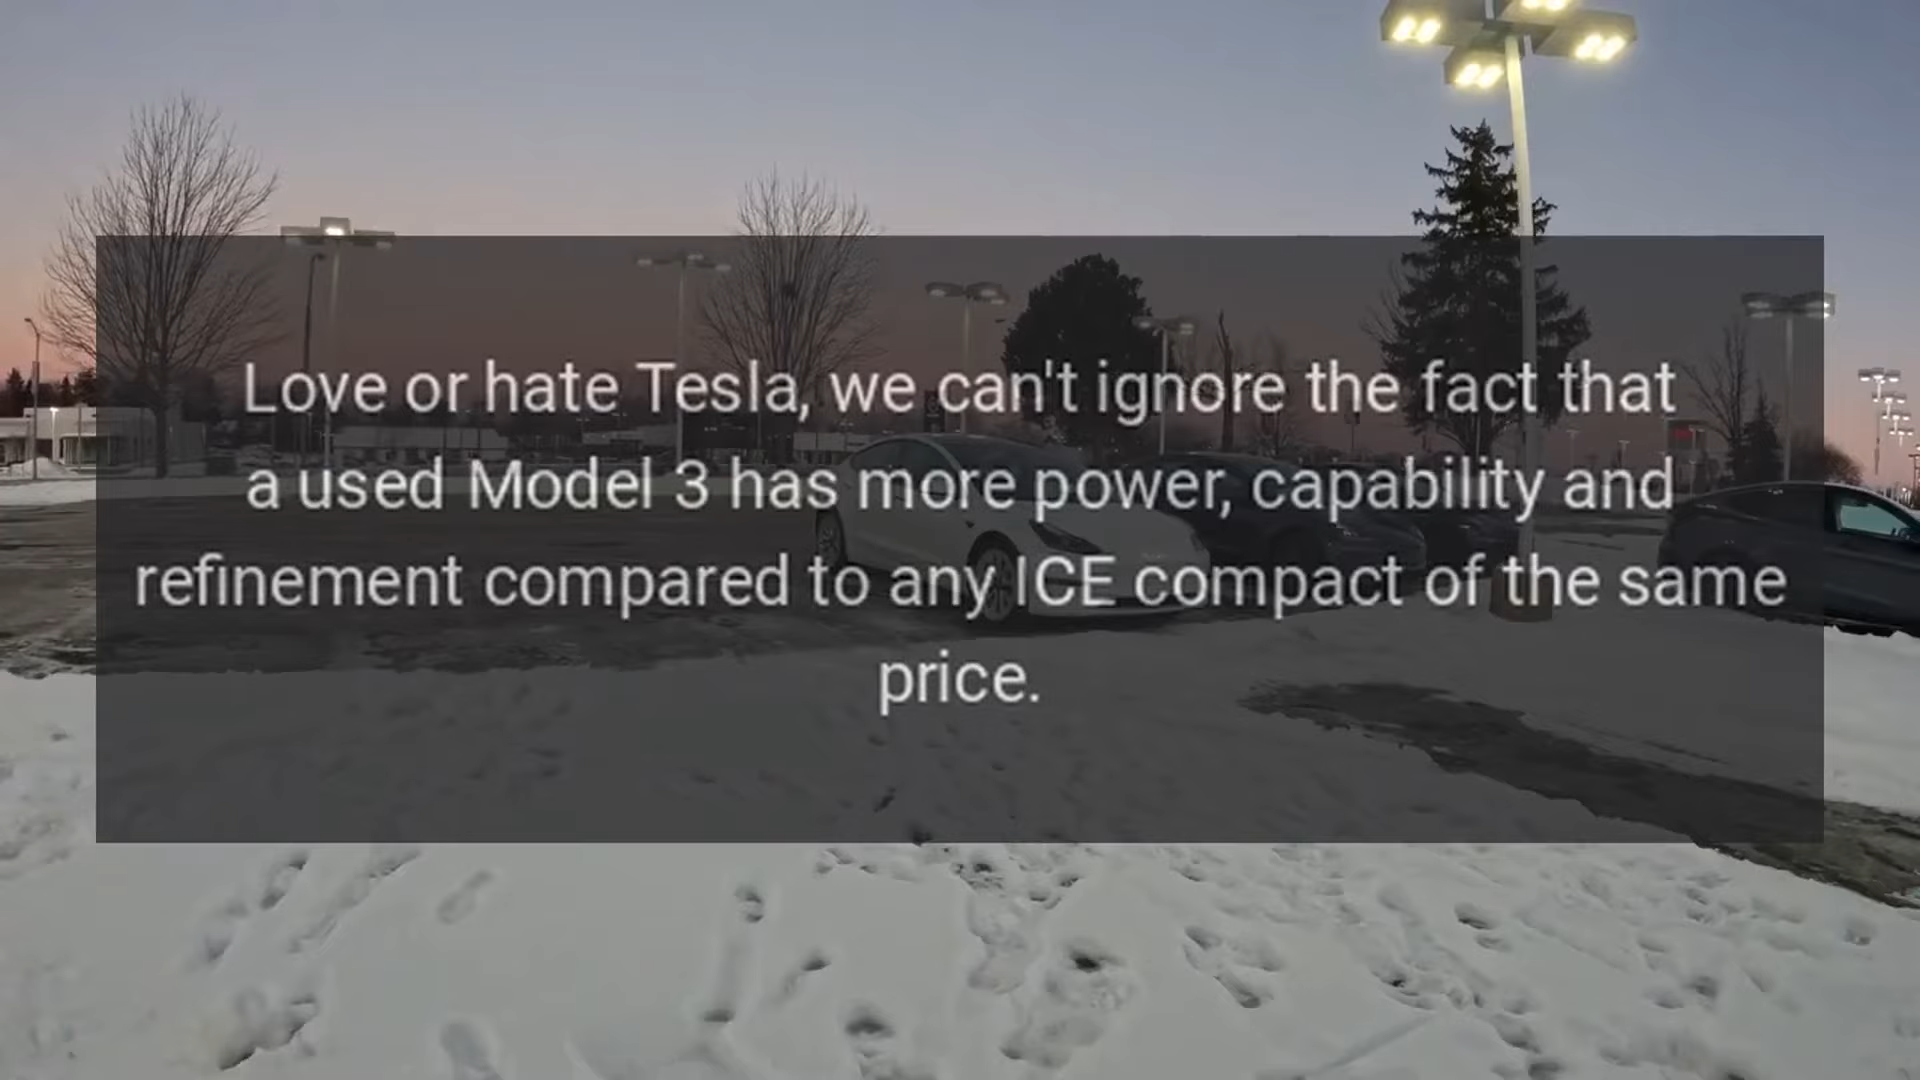 Love or hate Tesla, we can't ignore the fact that
a used Model 3 has more power, capability and
refinement compared to any ICE compact of the same
price.